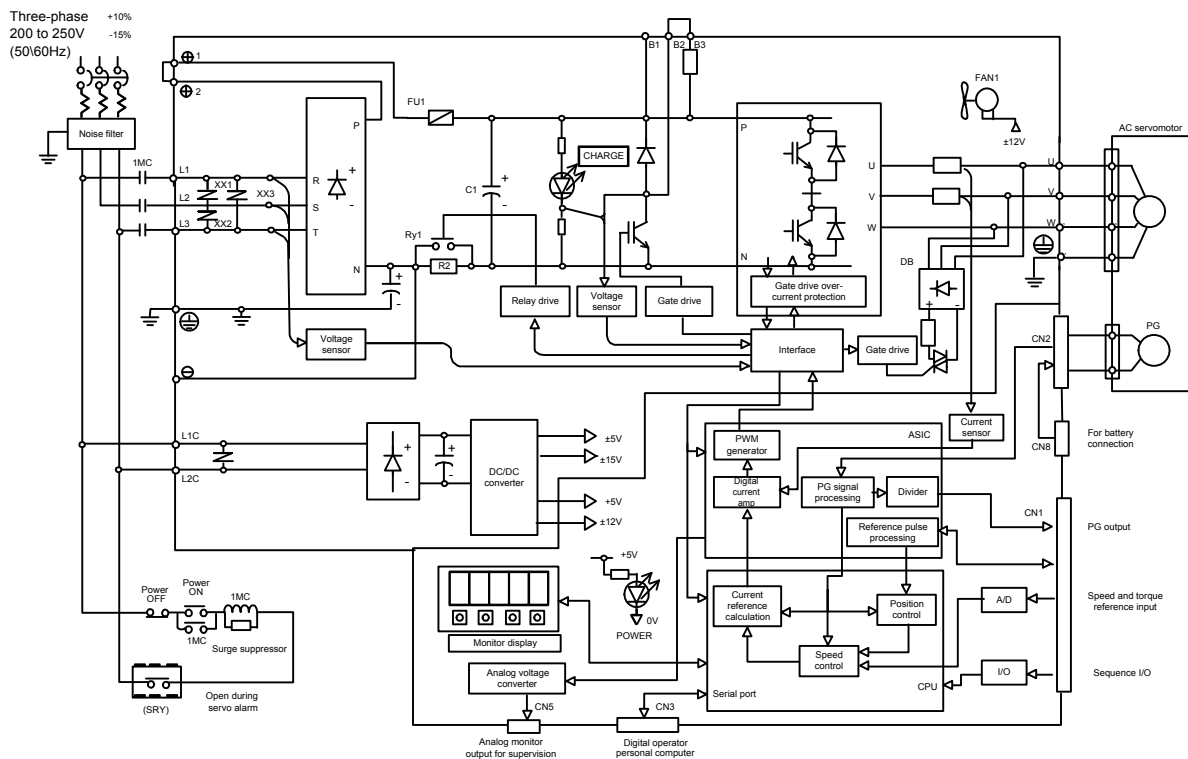 Three-phase +10%
200 to 250V -15%
(50\60Hz)
Noise filter
1MC
L1
L2
L3
XX1
XX2
XX3
1
2
R
S
T
P
N
+
-
FU1
C1
+
-
Ry1
R2
+
-
CHARGE
B1
B2
B3
P
N
U
V
W
FAN1
±12V
AC servomotor
U
V
W
DB
+
-
PG
CN2
CN8
For battery
connection
Relay drive
Voltage
sensor
Gate drive
Gate drive over-
current protection
Interface
Gate drive
Voltage
sensor
Current
sensor
L1C
L2C
+
-
+
-
DC/DC
converter
±5V
±15V
+5V
±12V
ASIC
PWM
generator
Digital
current
amp
PG signal
processing
Divider
Reference pulse
processing
CN1
PG output
Power
OFF
Power
ON
1MC
1MC
Surge suppressor
Open during
servo alarm
(SRY)
Monitor display
+5V
0V
POWER
Analog voltage
converter
CN5
Analog monitor
output for supervision
CN3
Digital operator
personal computer
Serial port
Current
reference
calculation
Position
control
Speed
control
CPU
A/D
Speed and torque
reference input
I/O
Sequence I/O